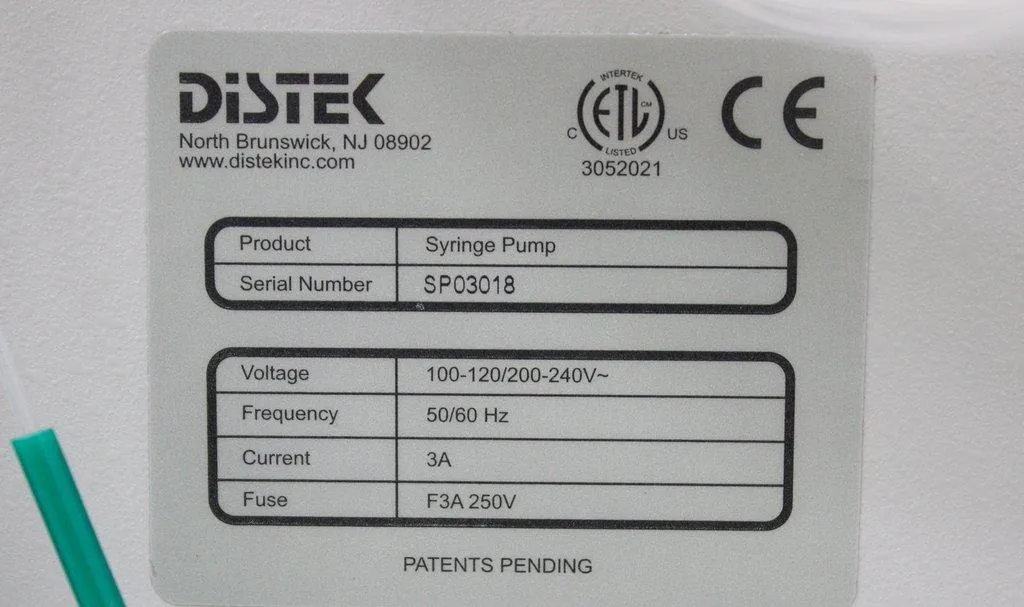 DiSTEK
North Brunswick, NJ 08902
www.distekinc.com
INTERTEK
ETL CM
C US
LISTED
3052021
CE
Product Syringe Pump
Serial Number SP03018
Voltage 100-120/200-240V~
Frequency 50/60 Hz
Current 3A
Fuse F3A 250V
PATENTS PENDING